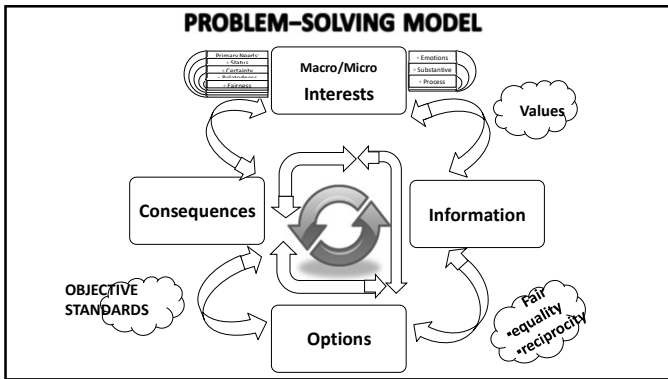 PROBLEM–SOLVING MODEL
Primary Needs:
◦ Status
◦ Certainty
◦ Relatedness
◦ Fairness
Macro/Micro
Interests
◦ Emotions
◦ Substantive
◦ Process
Values
Consequences
Information
OBJECTIVE
STANDARDS
Options
Fair
▪equality
▪reciprocity